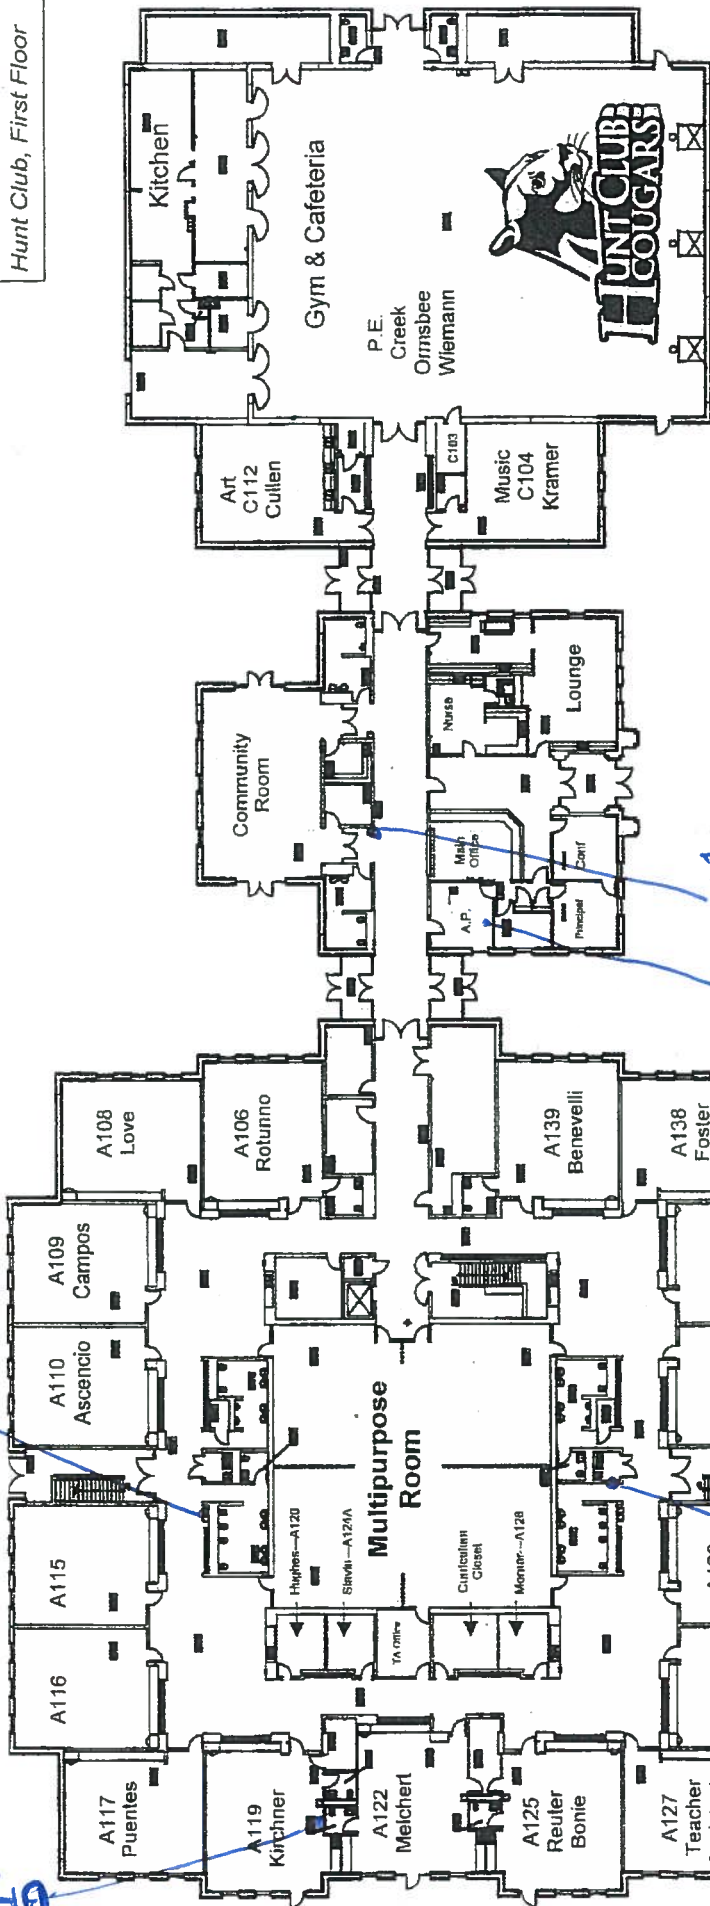 Hunt Club, First Floor
Kitchen
Gym & Cafeteria
P.E.
Creek
Ormsbee
Wiemann
HUNT CLUB
COUGARS
Art
C112
Cullen
C103
Music
C104
Kramer
Community
Room
Nurse
Lounge
Main
Office
Conf
A.P.
Principal
A108
Love
A106
Rotunno
A139
Benevelli
A138
Foster
A109
Campos
A110
Ascencio
Multipurpose
Room
A115
A116
Hughes—A120
Slavin—A124A
TA Office
Curriculum
Closet
A128
A117
Puentes
A119
Kirchner
A122
Melchert
A125
Reuter
Bonie
A127
Teacher